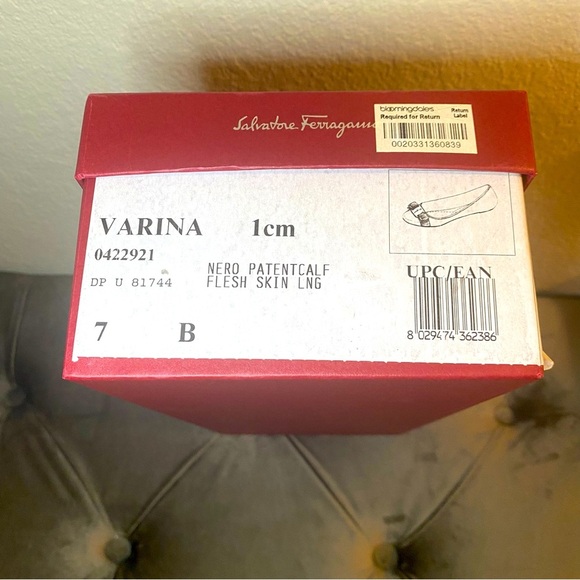 Salvatore Ferragamo
bloomingdales Return
Required for Return Label
0020331360839
VARINA 1cm
0422921
DP U 81744
NERO PATENTCALF
FLESH SKIN LNG
UPC/EAN
8 029474 362386
7 B